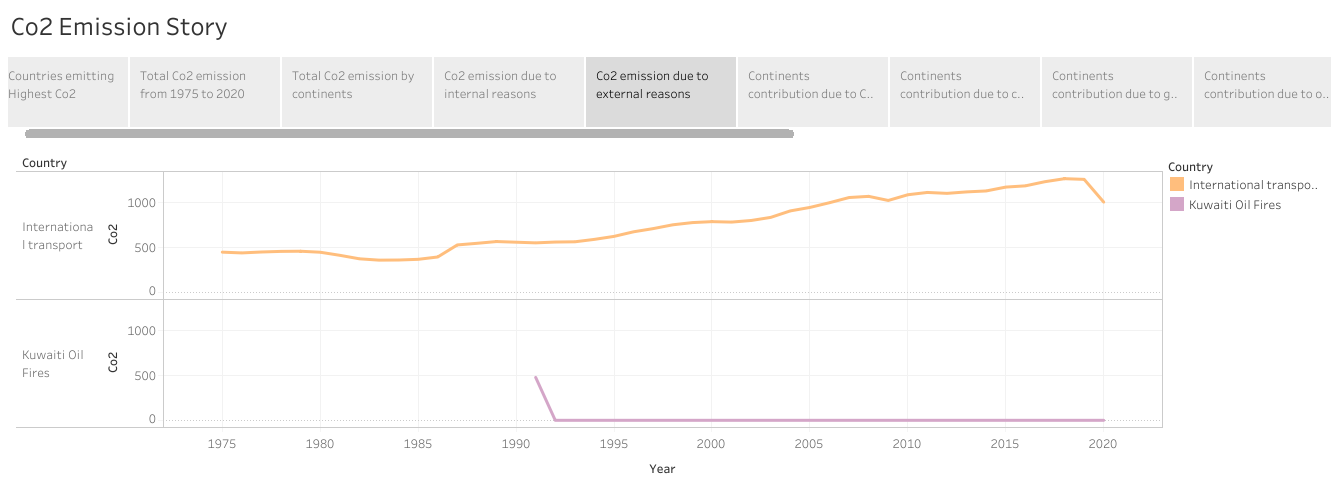 Co2 Emission Story
Countries emitting
Highest Co2
Total Co2 emission
from 1975 to 2020
Total Co2 emission by
continents
Co2 emission due to
internal reasons
Co2 emission due to
external reasons
Continents
contribution due to C..
Continents
contribution due to c..
Continents
contribution due to g..
Continents
contribution due to o..
Country
Internationa
l transport
Co2
1000
500
0
Kuwaiti Oil
Fires
Co2
1000
500
0
1975 1980 1985 1990 1995 2000 2005 2010 2015 2020
Year
Country
International transpo..
Kuwaiti Oil Fires